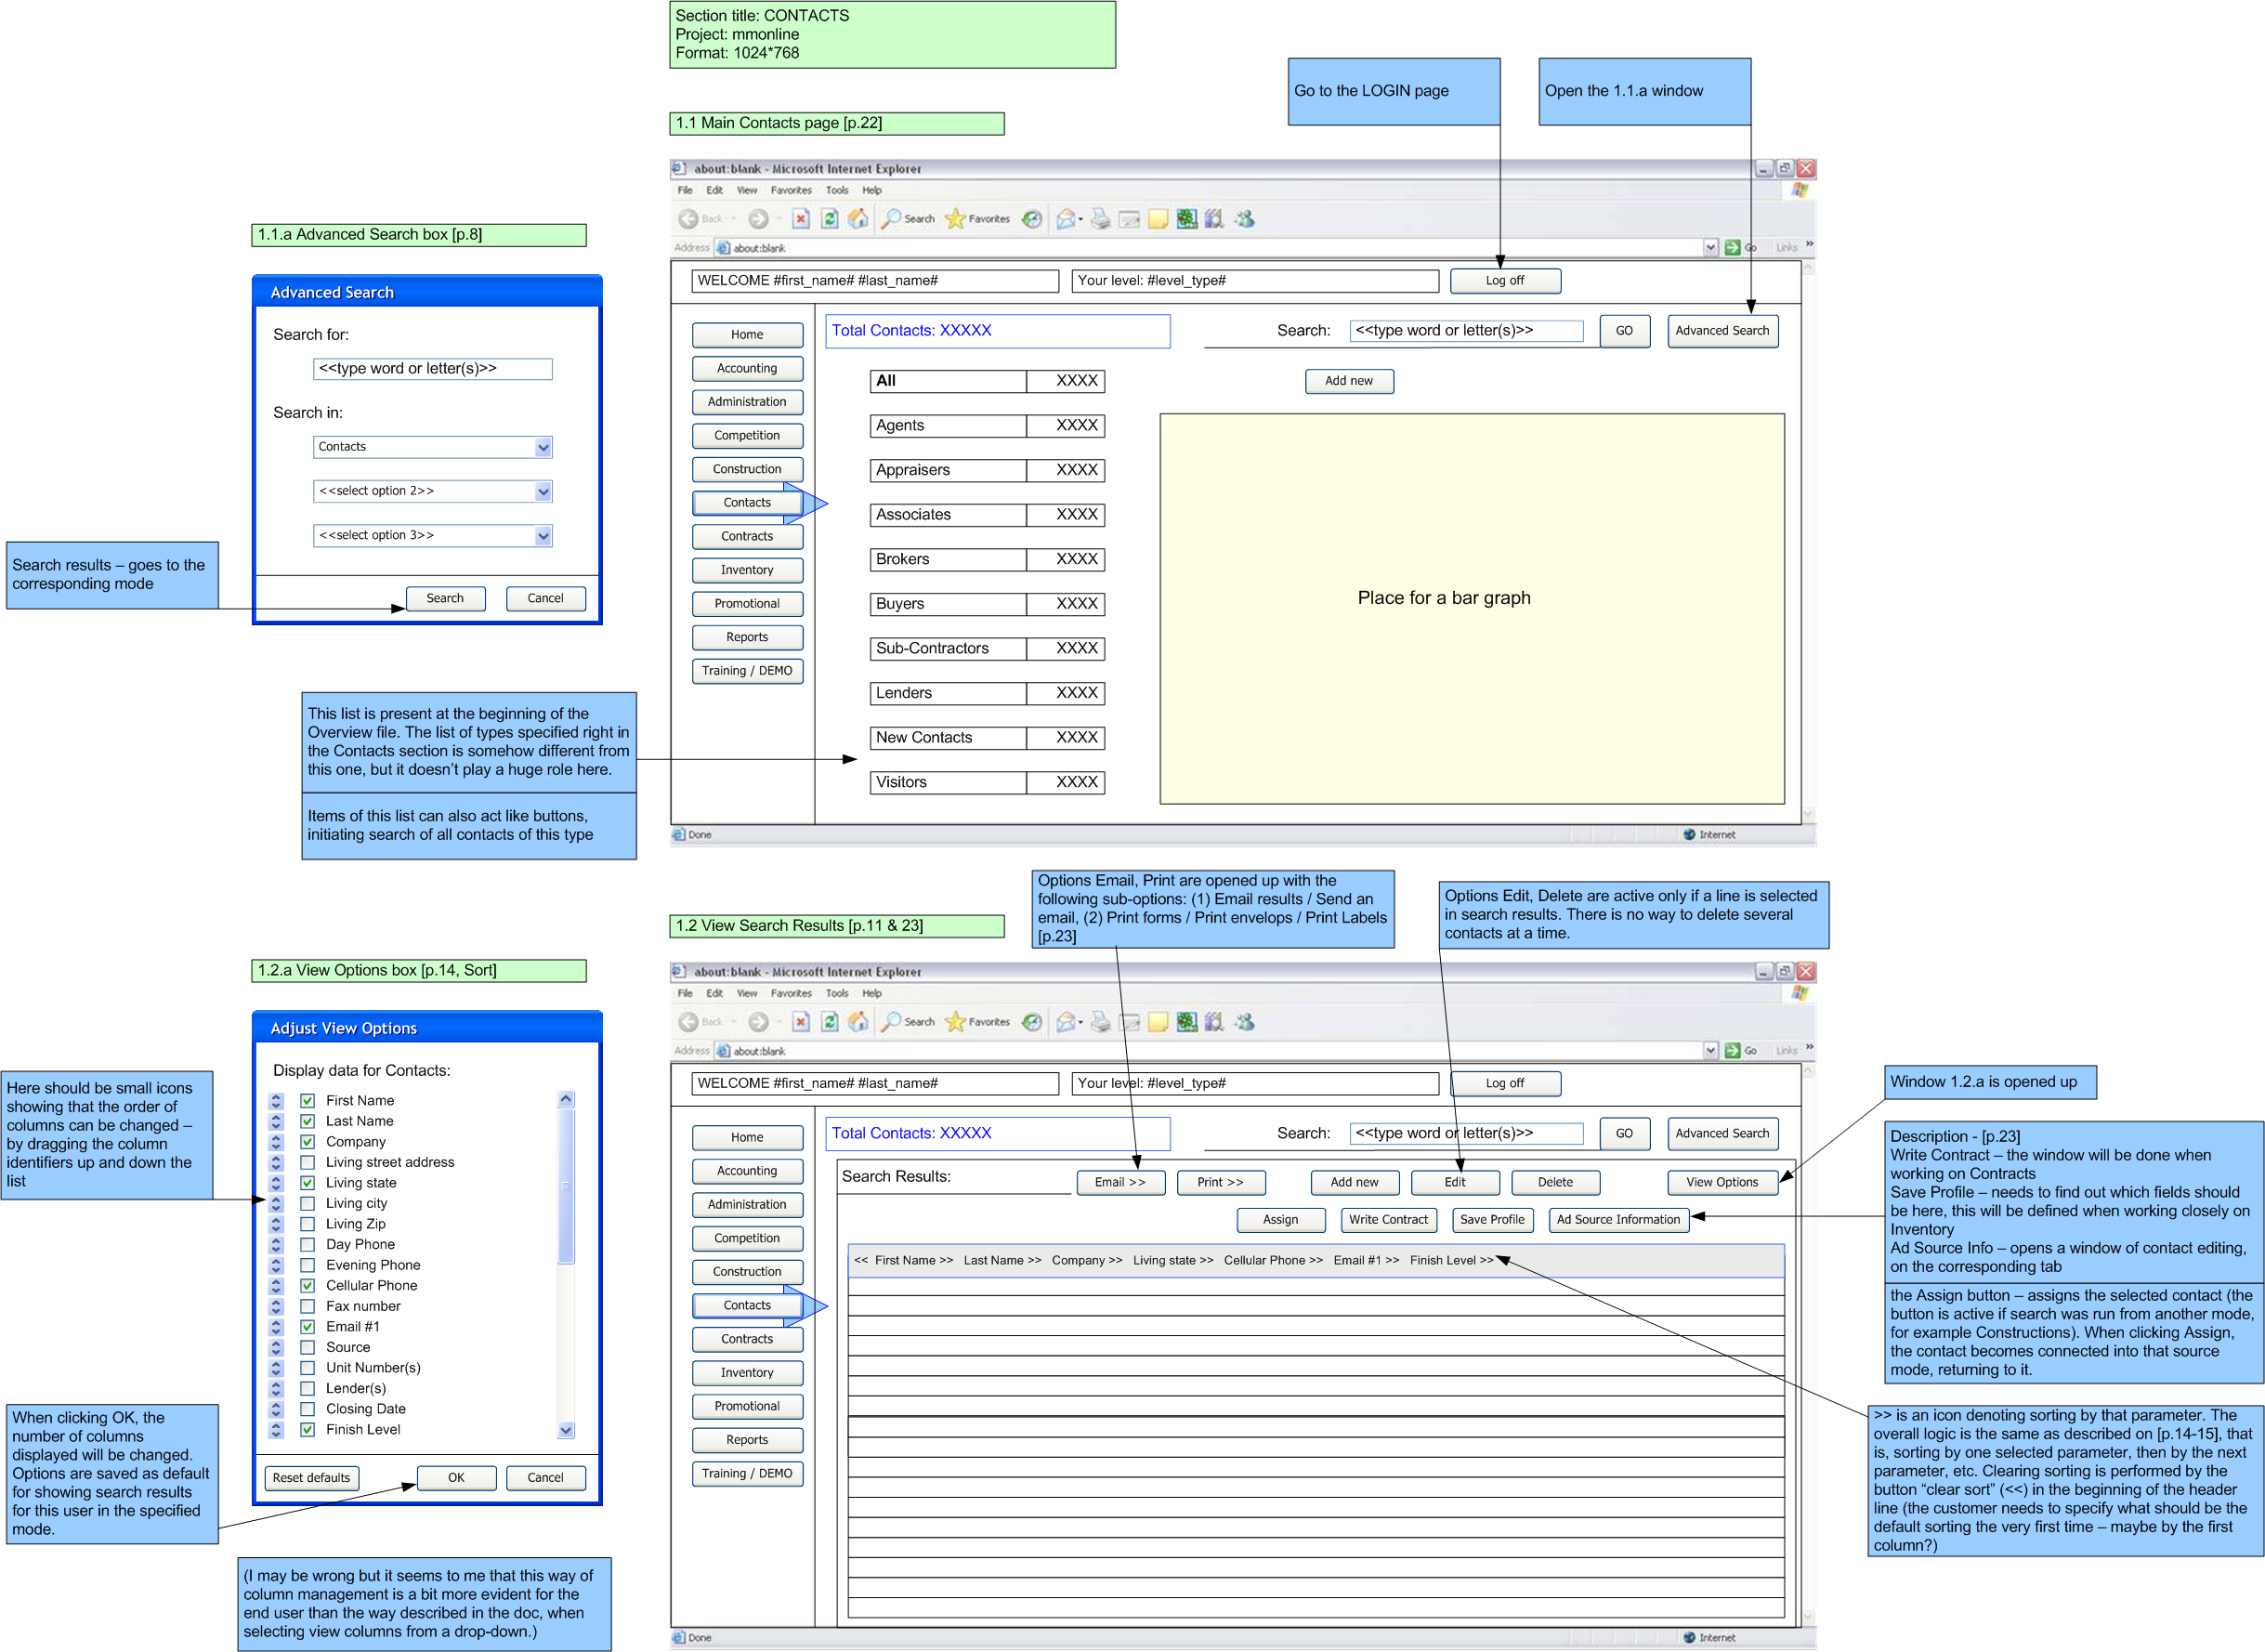 Section title: CONTACTS
Project: mmonline
Format: 1024*768
Go to the LOGIN page
Open the 1.1.a window
1.1 Main Contacts page [p.22]
about:blank - Microsoft Internet Explorer
File Edit View Favorites Tools Help
Back Search Favorites
Address about:blank Go Links »
WELCOME #first_name# #last_name# Your level: #level_type# Log off
Home
Accounting
Administration
Competition
Construction
Contacts
Contracts
Inventory
Promotional
Reports
Training / DEMO
Total Contacts: XXXXX Search: <<type word or letter(s)>> GO Advanced Search
Add new
All XXXX
Agents XXXX
Appraisers XXXX
Associates XXXX
Brokers XXXX
Buyers XXXX
Sub-Contractors XXXX
Lenders XXXX
New Contacts XXXX
Visitors XXXX
Place for a bar graph
Done Internet
1.1.a Advanced Search box [p.8]
Advanced Search
Search for:
<<type word or letter(s)>>
Search in:
Contacts
<<select option 2>>
<<select option 3>>
Search Cancel
Search results – goes to the
corresponding mode
This list is present at the beginning of the
Overview file. The list of types specified right in
the Contacts section is somehow different from
this one, but it doesn't play a huge role here.
Items of this list can also act like buttons,
initiating search of all contacts of this type
Options Email, Print are opened up with the
following sub-options: (1) Email results / Send an
email, (2) Print forms / Print envelops / Print Labels
[p.23]
Options Edit, Delete are active only if a line is selected
in search results. There is no way to delete several
contacts at a time.
1.2 View Search Results [p.11 & 23]
about:blank - Microsoft Internet Explorer
File Edit View Favorites Tools Help
Back Search Favorites
Address about:blank Go Links »
WELCOME #first_name# #last_name# Your level: #level_type# Log off
Home
Accounting
Administration
Competition
Construction
Contacts
Contracts
Inventory
Promotional
Reports
Training / DEMO
Total Contacts: XXXXX Search: <<type word or letter(s)>> GO Advanced Search
Search Results: Email >> Print >> Add new Edit Delete View Options
Assign Write Contract Save Profile Ad Source Information
<< First Name >> Last Name >> Company >> Living state >> Cellular Phone >> Email #1 >> Finish Level >>
Done Internet
1.2.a View Options box [p.14, Sort]
Adjust View Options
Display data for Contacts:
First Name
Last Name
Company
Living street address
Living state
Living city
Living Zip
Day Phone
Evening Phone
Cellular Phone
Fax number
Email #1
Source
Unit Number(s)
Lender(s)
Closing Date
Finish Level
Reset defaults OK Cancel
Here should be small icons
showing that the order of
columns can be changed –
by dragging the column
identifiers up and down the
list
When clicking OK, the
number of columns
displayed will be changed.
Options are saved as default
for showing search results
for this user in the specified
mode.
(I may be wrong but it seems to me that this way of
column management is a bit more evident for the
end user than the way described in the doc, when
selecting view columns from a drop-down.)
Window 1.2.a is opened up
Description - [p.23]
Write Contract – the window will be done when
working on Contracts
Save Profile – needs to find out which fields should
be here, this will be defined when working closely on
Inventory
Ad Source Info – opens a window of contact editing,
on the corresponding tab
the Assign button – assigns the selected contact (the
button is active if search was run from another mode,
for example Constructions). When clicking Assign,
the contact becomes connected into that source
mode, returning to it.
>> is an icon denoting sorting by that parameter. The
overall logic is the same as described on [p.14-15], that
is, sorting by one selected parameter, then by the next
parameter, etc. Clearing sorting is performed by the
button “clear sort” (<<) in the beginning of the header
line (the customer needs to specify what should be the
default sorting the very first time – maybe by the first
column?)